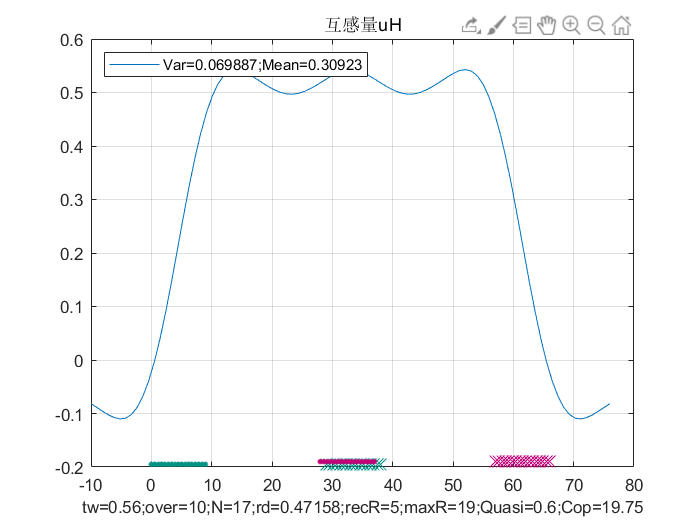 互感量uH
0.6
Var=0.069887;Mean=0.30923
0.5
0.4
0.3
0.2
0.1
0
-0.1
-0.2
-10 0 10 20 30 40 50 60 70 80
tw=0.56;over=10;N=17;rd=0.47158;recR=5;maxR=19;Quasi=0.6;Cop=19.75